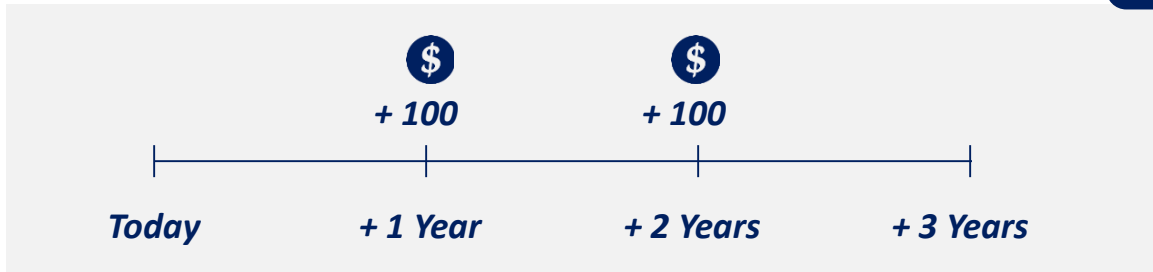 $ $
+ 100 + 100
Today + 1 Year + 2 Years + 3 Years